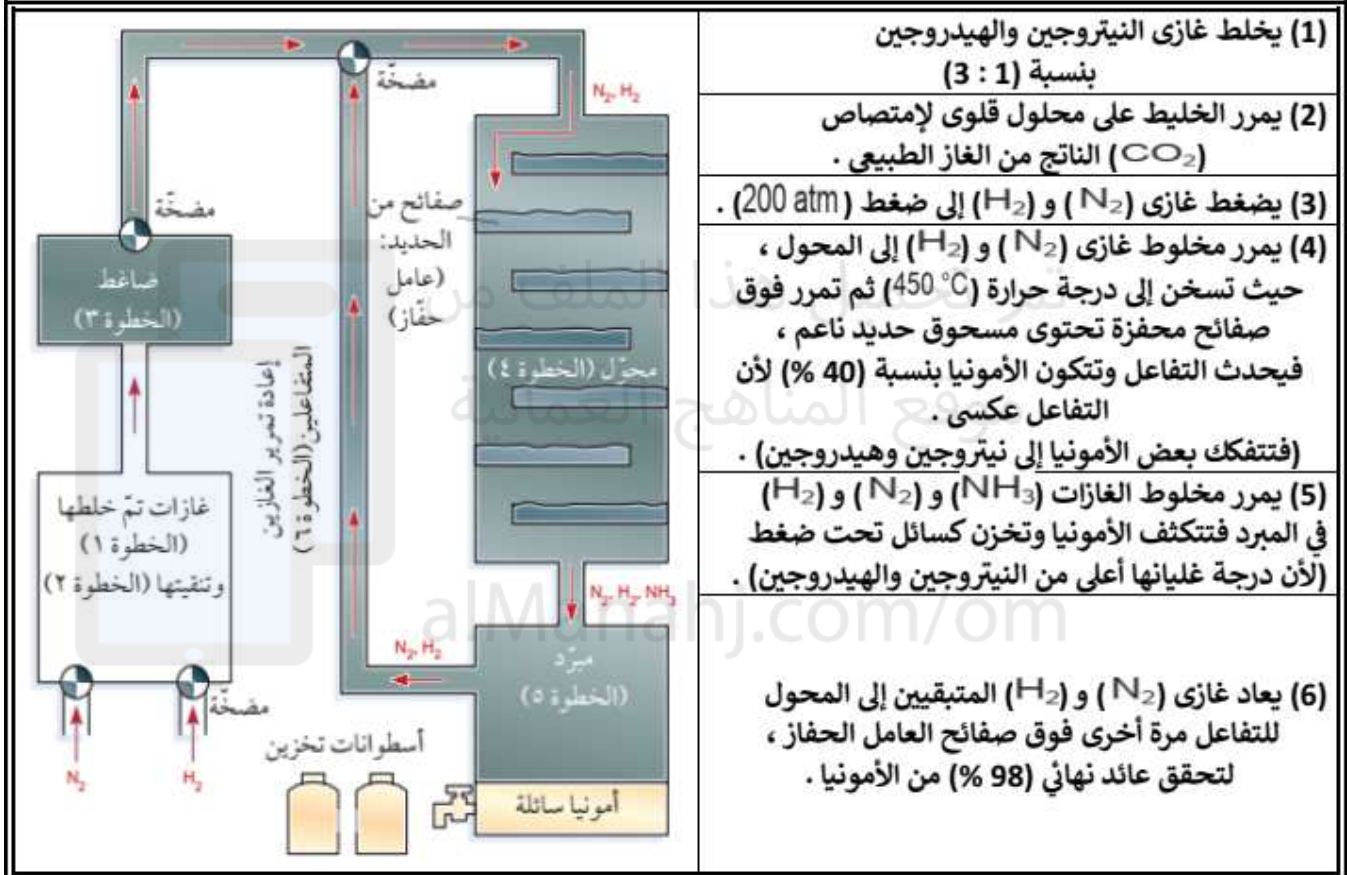 (1) يخلط غازى النيتروجين والهيدروجين
بنسبة (1 : 3)
(2) يمرر الخليط على محلول قلوى لإمتصاص
(CO₂) الناتج من الغاز الطبيعي .
(3) يضغط غازى (N₂) و (H₂) إلى ضغط (200 atm) .
(4) يمرر مخلوط غازى (N₂) و (H₂) إلى المحول ،
حيث تسخن إلى درجة حرارة (450 °C) ثم تمرر فوق
صفائح محفزة تحتوى مسحوق حديد ناعم ،
فيحدث التفاعل وتتكون الأمونيا بنسبة (40 %) لأن
التفاعل عكسى .
(فتتفكك بعض الأمونيا إلى نيتروجين وهيدروجين) .
(5) يمرر مخلوط الغازات (NH₃) و (N₂) و (H₂)
في المبرد فتتكثف الأمونيا وتخزن كسائل تحت ضغط
(لأن درجة غليانها أعلى من النيتروجين والهيدروجين) .
(6) يعاد غازى (N₂) و (H₂) المتبقيين إلى المحول
للتفاعل مرة أخرى فوق صفائح العامل الحفاز ،
لتحقق عائد نهائي (98 %) من الأمونيا .
مضخّة
N₂, H₂
صفائح من
الحديد:
(عامل
حفّاز)
مضخّة
ضاغط
(الخطوة ٣)
محوّل (الخطوة ٤)
إعادة تمرير الغازين
المتفاعلين (الخطوة ٦)
غازات تمّ خلطها
(الخطوة ١)
وتنقيتها (الخطوة ٢)
N₂, H₂, NH₃
N₂, H₂
مبرّد
(الخطوة ٥)
مضخّة
N₂
H₂
أسطوانات تخزين
أمونيا سائلة
تم تحميل هذا الملف من
موقع المناهج العمانية
alManahj.com/om